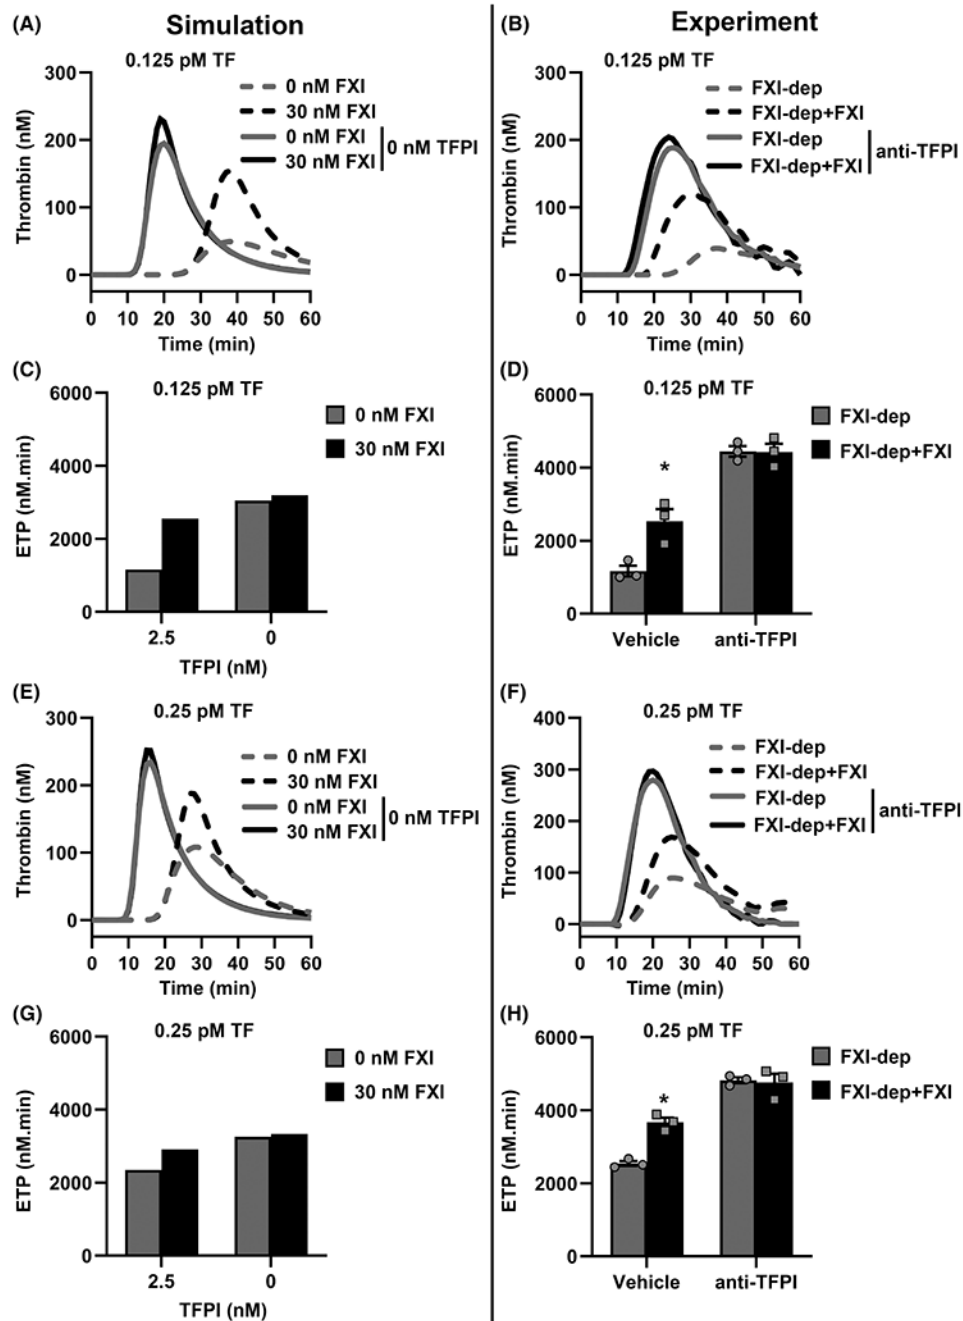 Simulation
Experiment
(A)
0.125 pM TF
300
200
100
0
Thrombin (nM)
0 nM FXI
30 nM FXI
0 nM FXI
30 nM FXI
0 nM TFPI
0 10 20 30 40 50 60
Time (min)
(B)
0.125 pM TF
300
200
100
0
Thrombin (nM)
FXI-dep
FXI-dep+FXI
FXI-dep
FXI-dep+FXI
anti-TFPI
0 10 20 30 40 50 60
Time (min)
(C)
0.125 pM TF
6000
4000
2000
0
ETP (nM.min)
0 nM FXI
30 nM FXI
2.5 0
TFPI (nM)
(D)
0.125 pM TF
6000
4000
2000
0
ETP (nM.min)
*
FXI-dep
FXI-dep+FXI
Vehicle anti-TFPI
(E)
0.25 pM TF
300
200
100
0
Thrombin (nM)
0 nM FXI
30 nM FXI
0 nM FXI
30 nM FXI
0 nM TFPI
0 10 20 30 40 50 60
Time (min)
(F)
0.25 pM TF
400
300
200
100
0
Thrombin (nM)
FXI-dep
FXI-dep+FXI
FXI-dep
FXI-dep+FXI
anti-TFPI
0 10 20 30 40 50 60
Time (min)
(G)
0.25 pM TF
6000
4000
2000
0
ETP (nM.min)
0 nM FXI
30 nM FXI
2.5 0
TFPI (nM)
(H)
0.25 pM TF
6000
4000
2000
0
ETP (nM.min)
*
FXI-dep
FXI-dep+FXI
Vehicle anti-TFPI